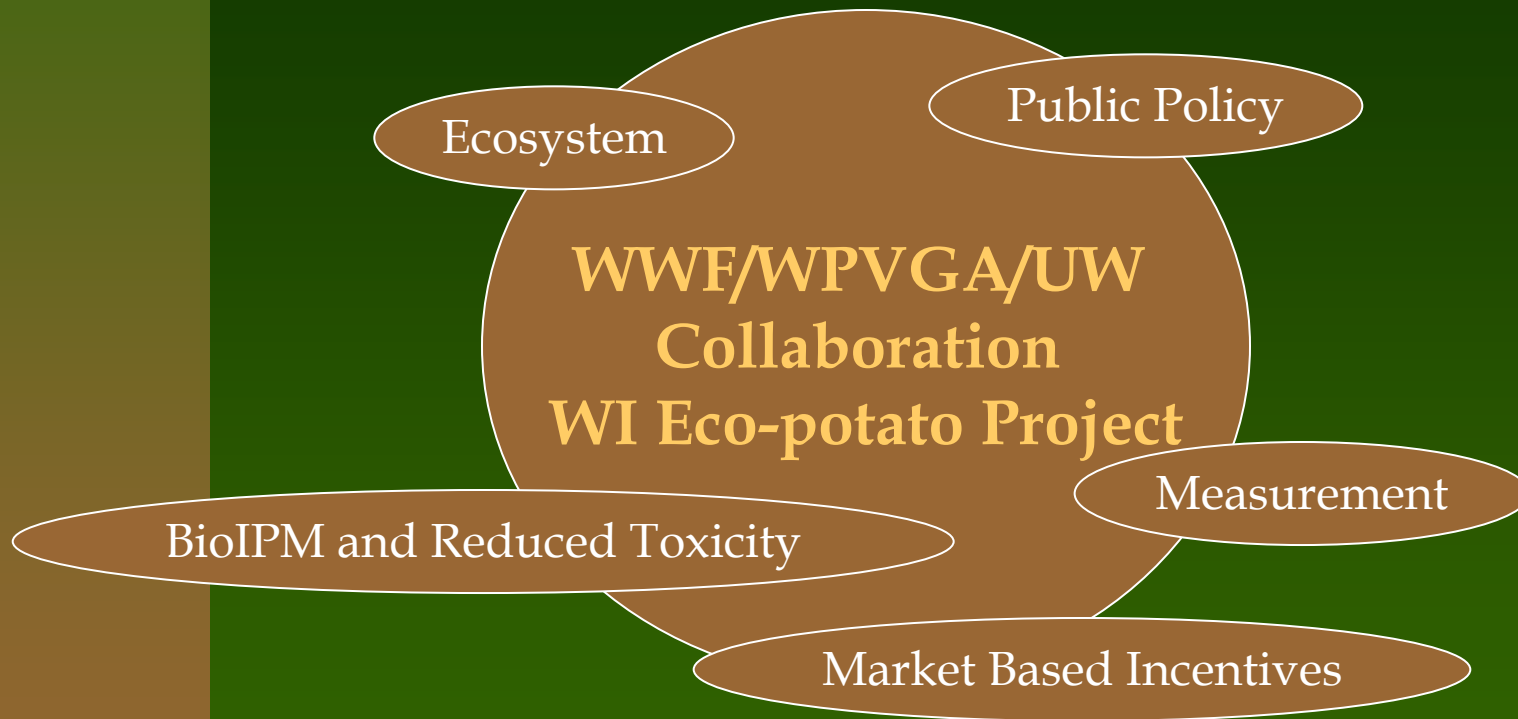 Public Policy
Ecosystem
WWF/WPVGA/UW
Collaboration
WI Eco-potato Project
Measurement
BioIPM and Reduced Toxicity
Market Based Incentives